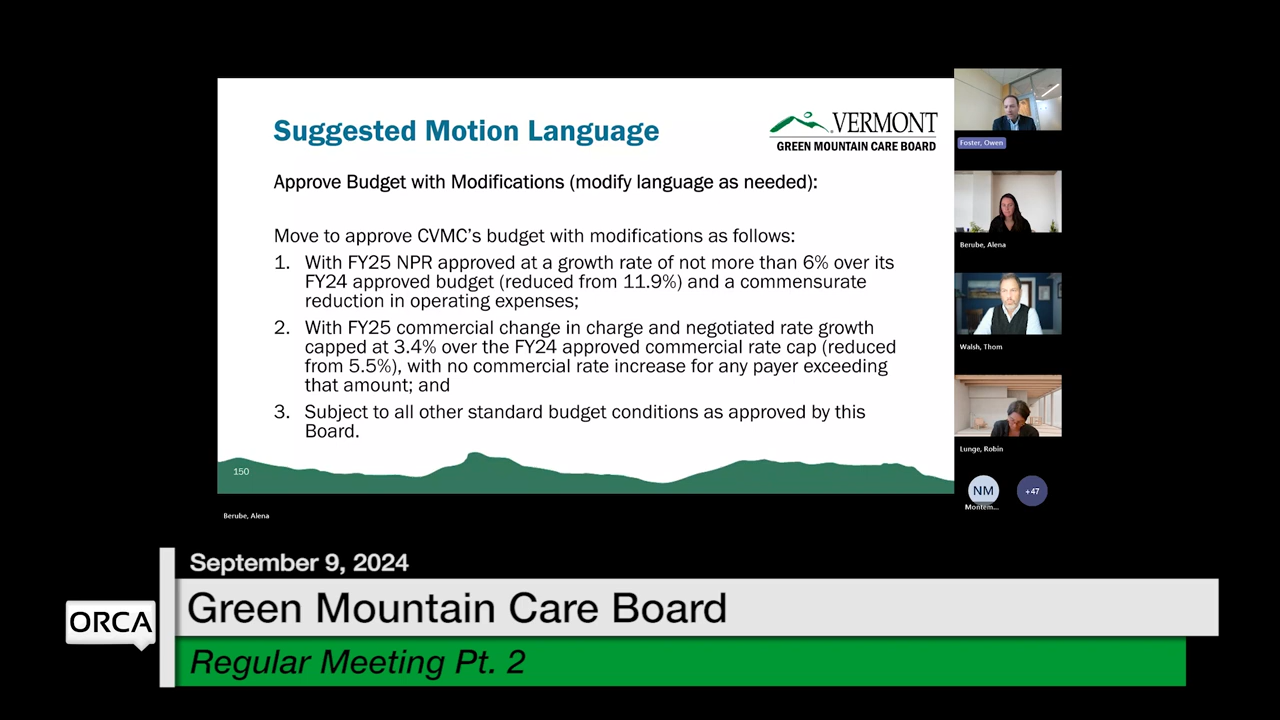 Suggested Motion Language
VERMONT
GREEN MOUNTAIN CARE BOARD
Approve Budget with Modifications (modify language as needed):
Move to approve CVMC's budget with modifications as follows:
1. With FY25 NPR approved at a growth rate of not more than 6% over its
FY24 approved budget (reduced from 11.9%) and a commensurate
reduction in operating expenses;
2. With FY25 commercial change in charge and negotiated rate growth
capped at 3.4% over the FY24 approved commercial rate cap (reduced
from 5.5%), with no commercial rate increase for any payer exceeding
that amount; and
3. Subject to all other standard budget conditions as approved by this
Board.
150
Berube, Alena
Foster, Owen
Berube, Alena
Walsh, Thom
Lunge, Robin
NM
+47
Montem...
September 9, 2024
ORCA
Green Mountain Care Board
Regular Meeting Pt. 2